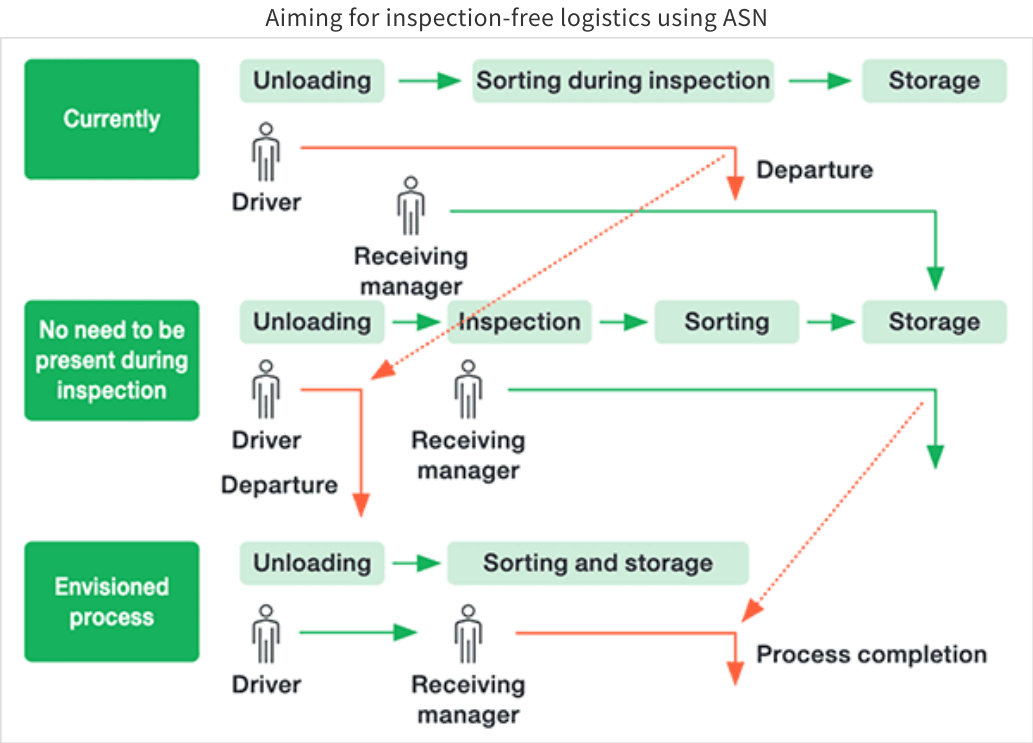 Aiming for inspection-free logistics using ASN
Currently
Unloading
Sorting during inspection
Storage
Driver
Departure
Receiving
manager
No need to be
present during
inspection
Unloading
Inspection
Sorting
Storage
Driver
Departure
Receiving
manager
Envisioned
process
Unloading
Sorting and storage
Driver
Receiving
manager
Process completion